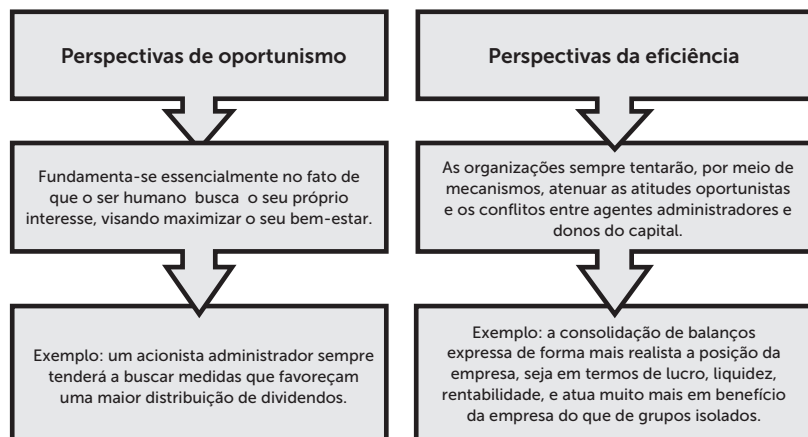 Perspectivas de oportunismo
Fundamenta-se essencialmente no fato de
que o ser humano busca o seu próprio
interesse, visando maximizar o seu bem-estar.
Exemplo: um acionista administrador sempre
tenderá a buscar medidas que favoreçam
uma maior distribuição de dividendos.
Perspectivas da eficiência
As organizações sempre tentarão, por meio de
mecanismos, atenuar as atitudes oportunistas
e os conflitos entre agentes administradores e
donos do capital.
Exemplo: a consolidação de balanços
expressa de forma mais realista a posição da
empresa, seja em termos de lucro, liquidez,
rentabilidade, e atua muito mais em benefício
da empresa do que de grupos isolados.